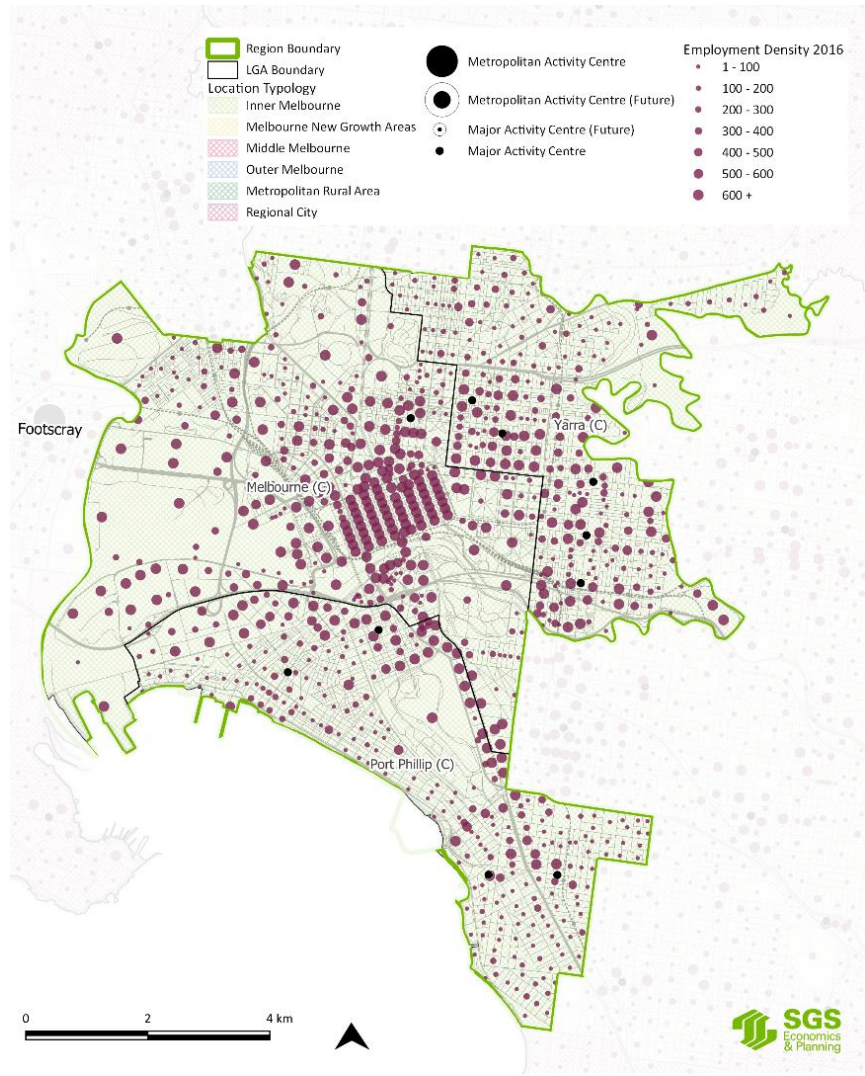 Region Boundary
LGA Boundary
Location Typology
Inner Melbourne
Melbourne New Growth Areas
Middle Melbourne
Outer Melbourne
Metropolitan Rural Area
Regional City
Metropolitan Activity Centre
Metropolitan Activity Centre (Future)
Major Activity Centre (Future)
Major Activity Centre
Employment Density 2016
1 - 100
100 - 200
200 - 300
300 - 400
400 - 500
500 - 600
600 +
Footscray
Yarra (C)
Melbourne (C)
Port Phillip (C)
0 2 4 km
SGS
Economics
& Planning